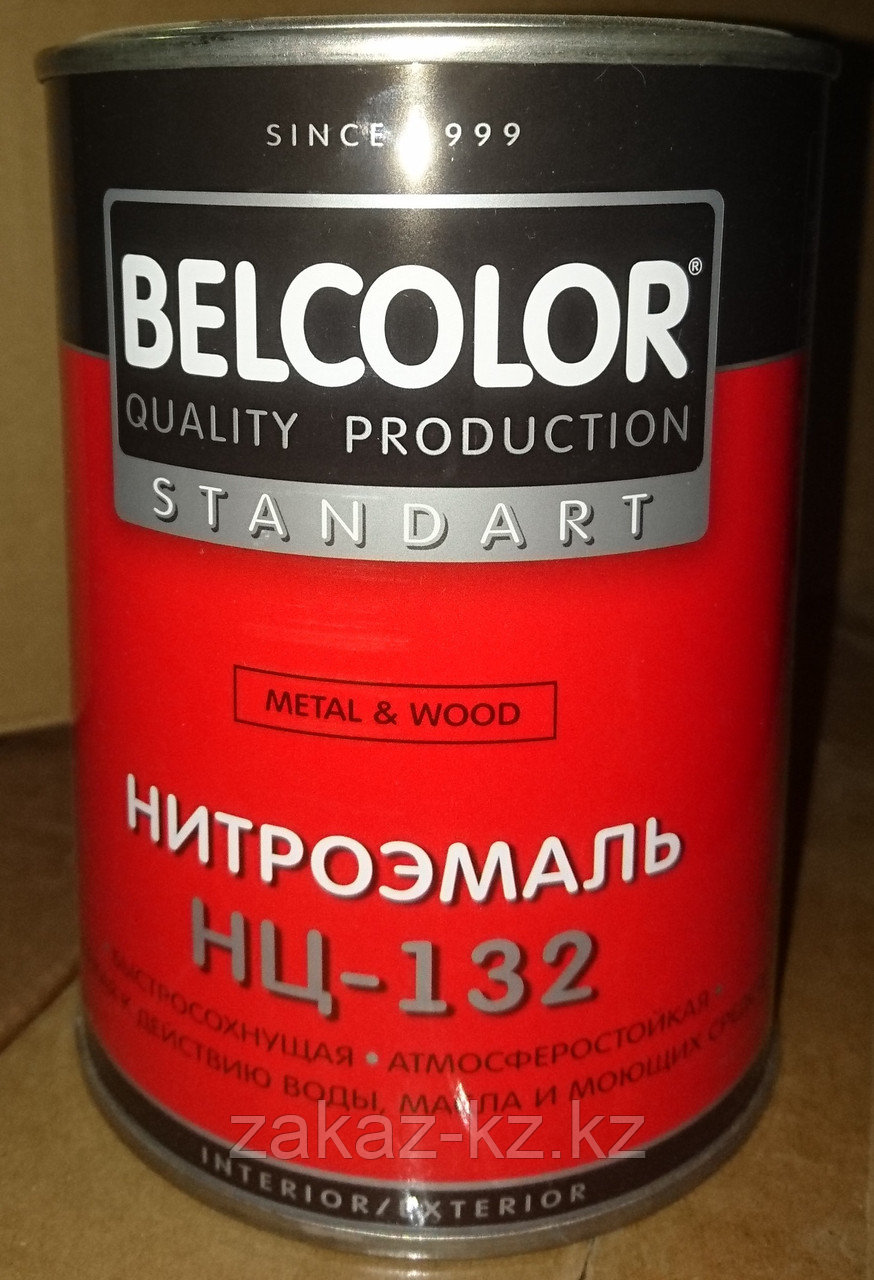 SINCE 1999
BELCOLOR®
QUALITY PRODUCTION
STANDART
METAL & WOOD
НИТРОЭМАЛЬ
НЦ-132
БЫСТРОСОХНУЩАЯ • АТМОСФЕРОСТОЙКАЯ •
К ДЕЙСТВИЮ ВОДЫ, МАСЛА И МОЮЩИХ
zakaz-kz.kz
INTERIOR/EXTERIOR